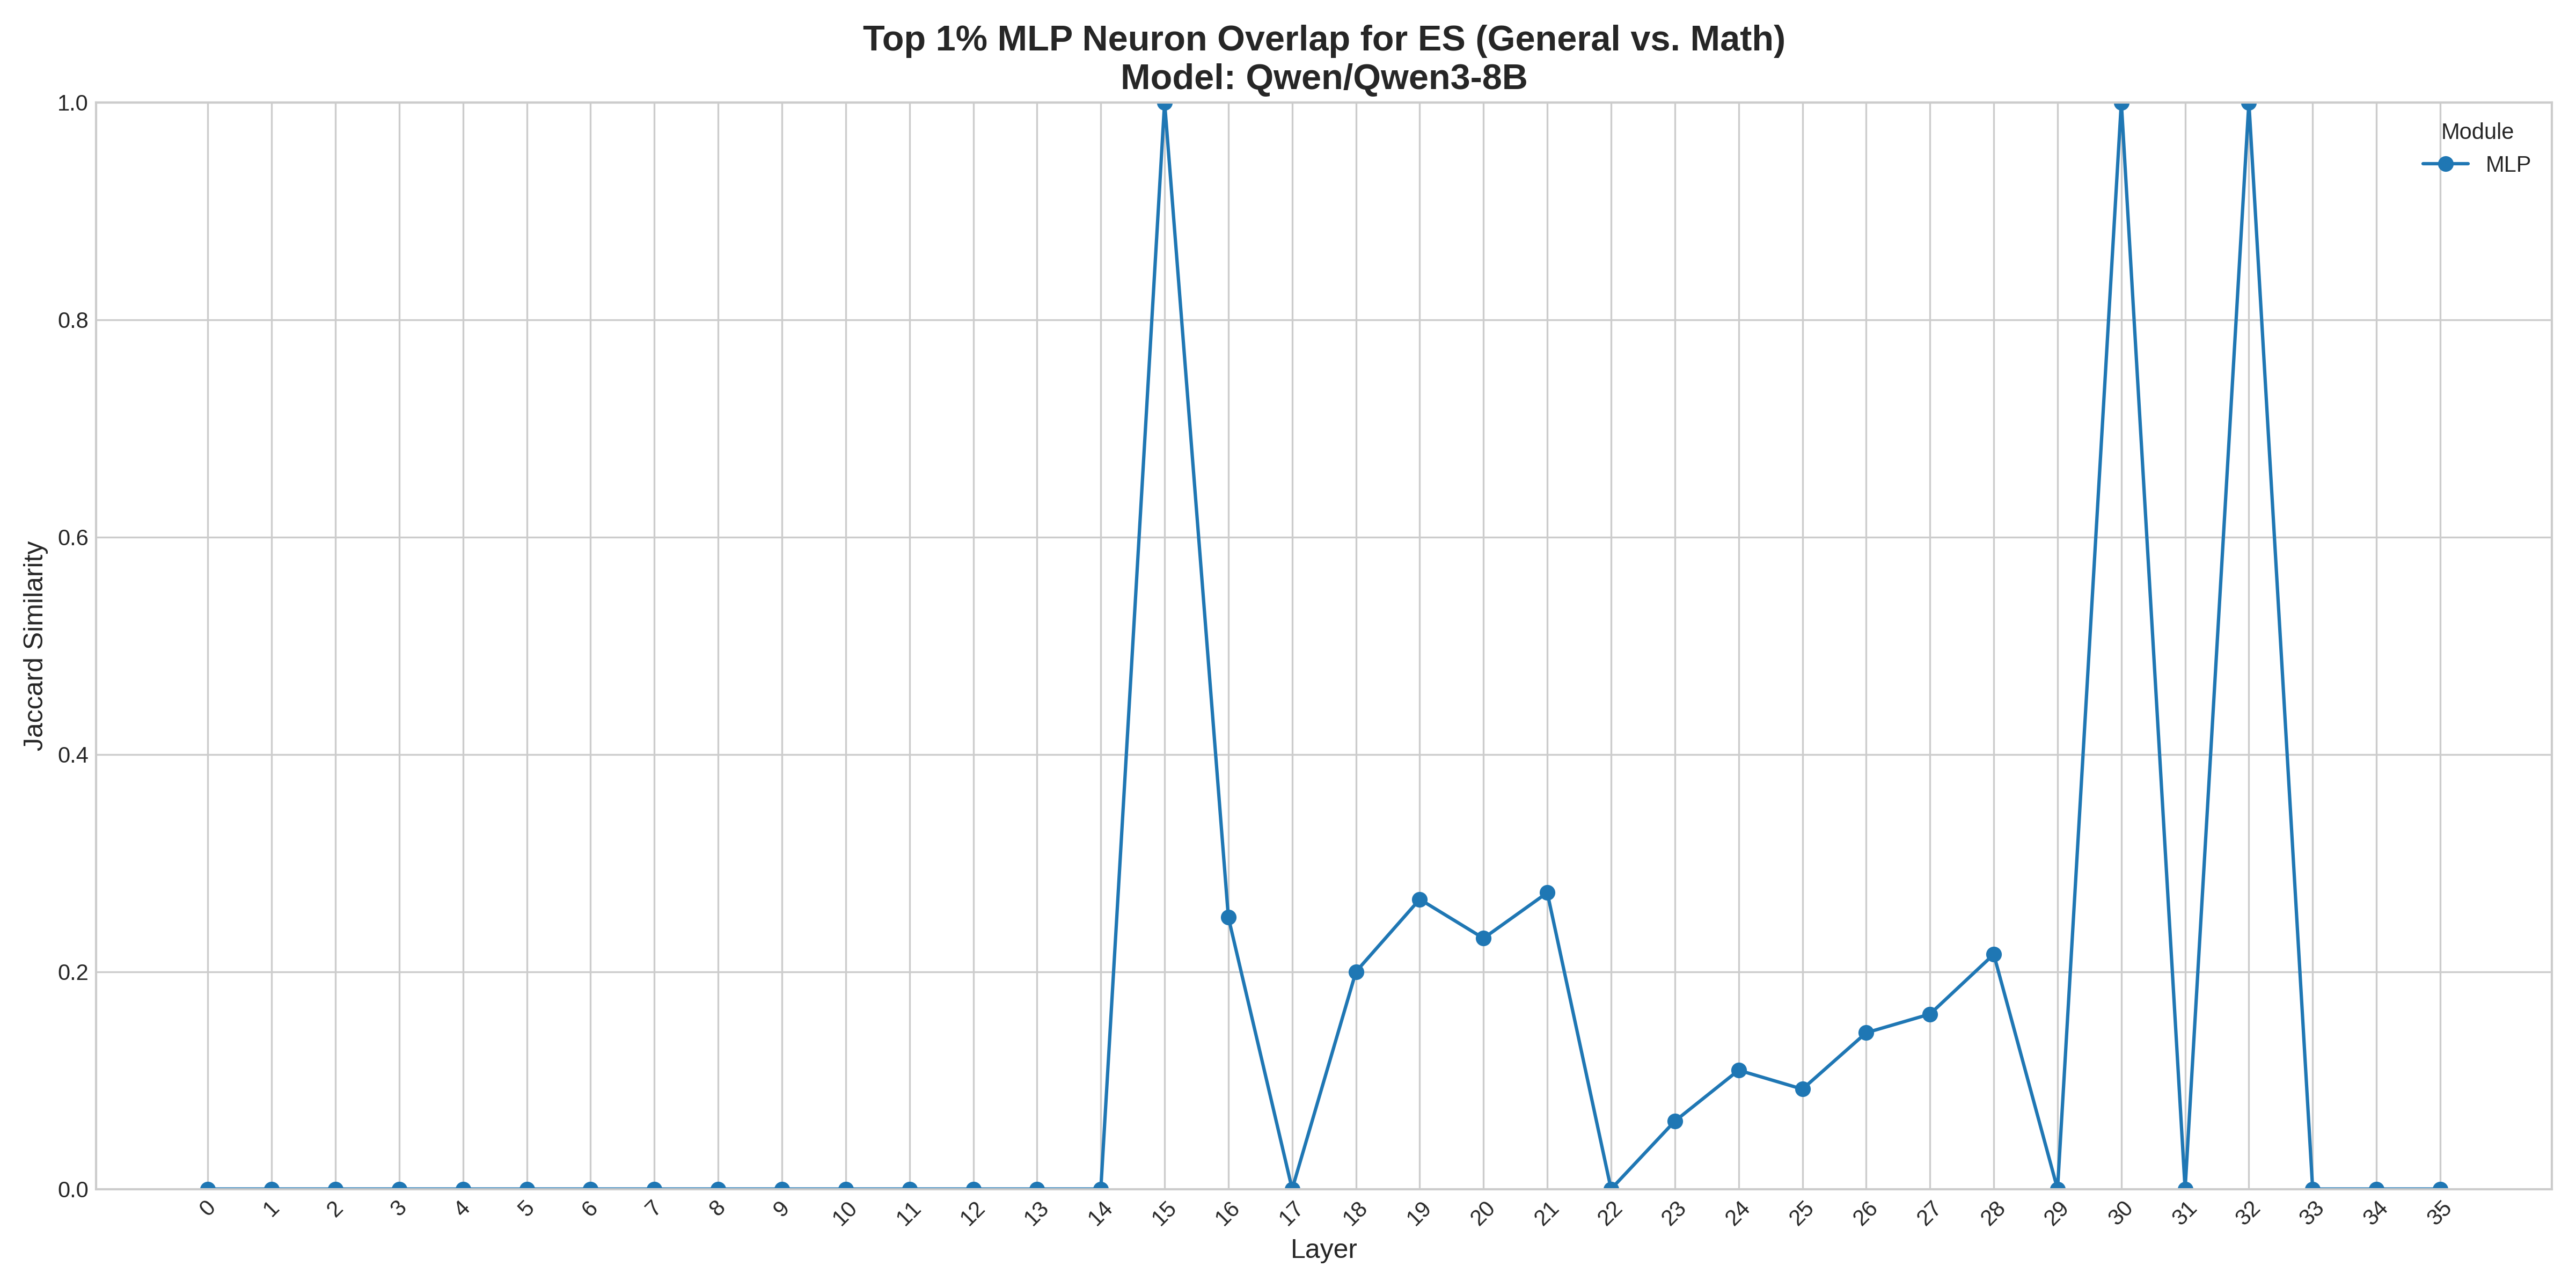 Top 1% MLP Neuron Overlap for ES (General vs. Math)
Model: Qwen/Qwen3-8B
Module
MLP
Jaccard Similarity
1.0
0.8
0.6
0.4
0.2
0.0
0 1 2 3 4 5 6 7 8 9 10 11 12 13 14 15 16 17 18 19 20 21 22 23 24 25 26 27 28 29 30 31 32 33 34 35
Layer